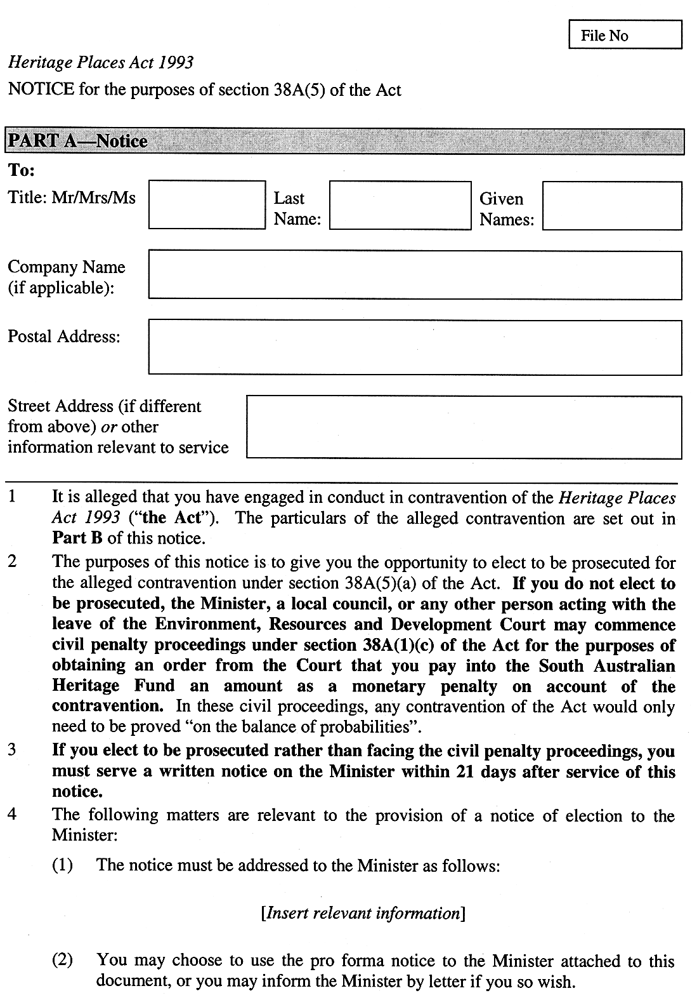 File No
Heritage Places Act 1993
NOTICE for the purposes of section 38A(5) of the Act
PART A—Notice
To:
Title: Mr/Mrs/Ms
Last
Name:
Given
Names:
Company Name
(if applicable):
Postal Address:
Street Address (if different
from above) or other
information relevant to service
1 It is alleged that you have engaged in conduct in contravention of the Heritage Places
Act 1993 (“the Act”). The particulars of the alleged contravention are set out in
Part B of this notice.
2 The purposes of this notice is to give you the opportunity to elect to be prosecuted for
the alleged contravention under section 38A(5)(a) of the Act. If you do not elect to
be prosecuted, the Minister, a local council, or any other person acting with the
leave of the Environment, Resources and Development Court may commence
civil penalty proceedings under section 38A(1)(c) of the Act for the purposes of
obtaining an order from the Court that you pay into the South Australian
Heritage Fund an amount as a monetary penalty on account of the
contravention. In these civil proceedings, any contravention of the Act would only
need to be proved “on the balance of probabilities”.
3 If you elect to be prosecuted rather than facing the civil penalty proceedings, you
must serve a written notice on the Minister within 21 days after service of this
notice.
4 The following matters are relevant to the provision of a notice of election to the
Minister:
(1) The notice must be addressed to the Minister as follows:
[Insert relevant information]
(2) You may choose to use the pro forma notice to the Minister attached to this
document, or you may inform the Minister by letter if you so wish.